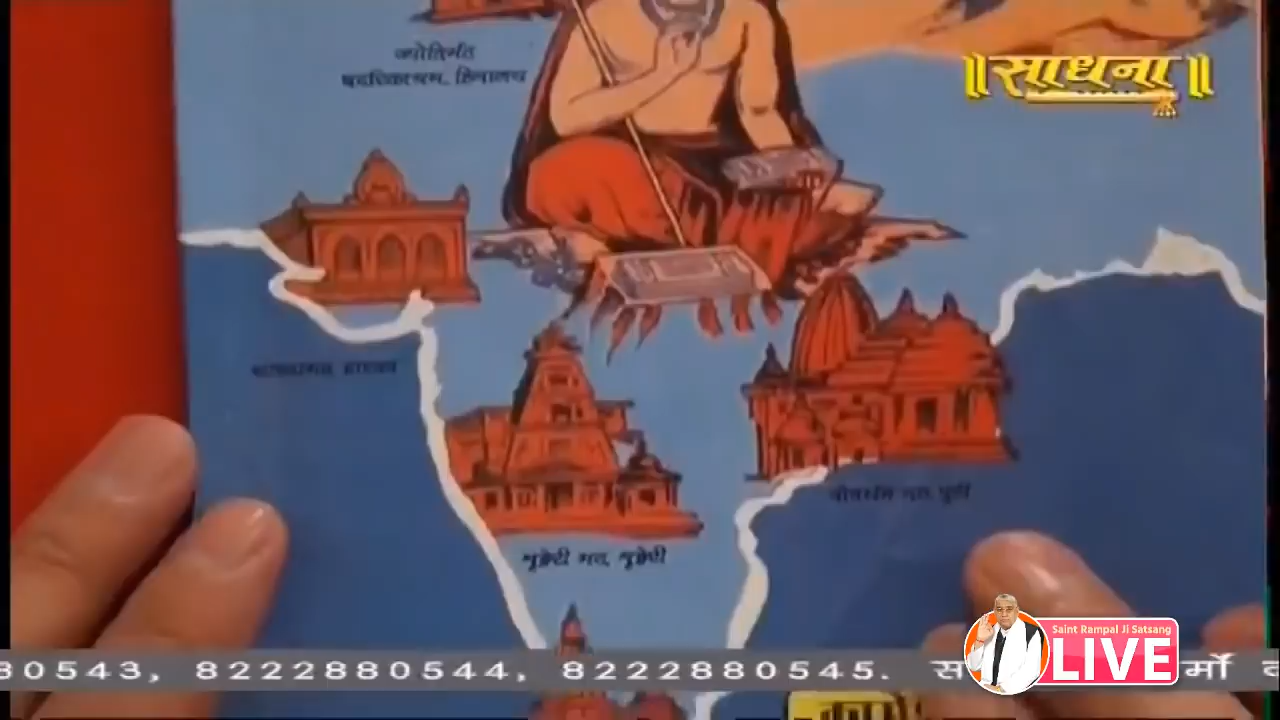 ज्योतिर्मठ
बदरिकाश्रम, हिमालय
॥साधना॥
श्रृङ्गेरी मठ, श्रृङ्गेरी
गोवर्धन मठ, पुरी
Saint Rampal Ji Satsang
LIVE
80543, 8222880544, 8222880545.